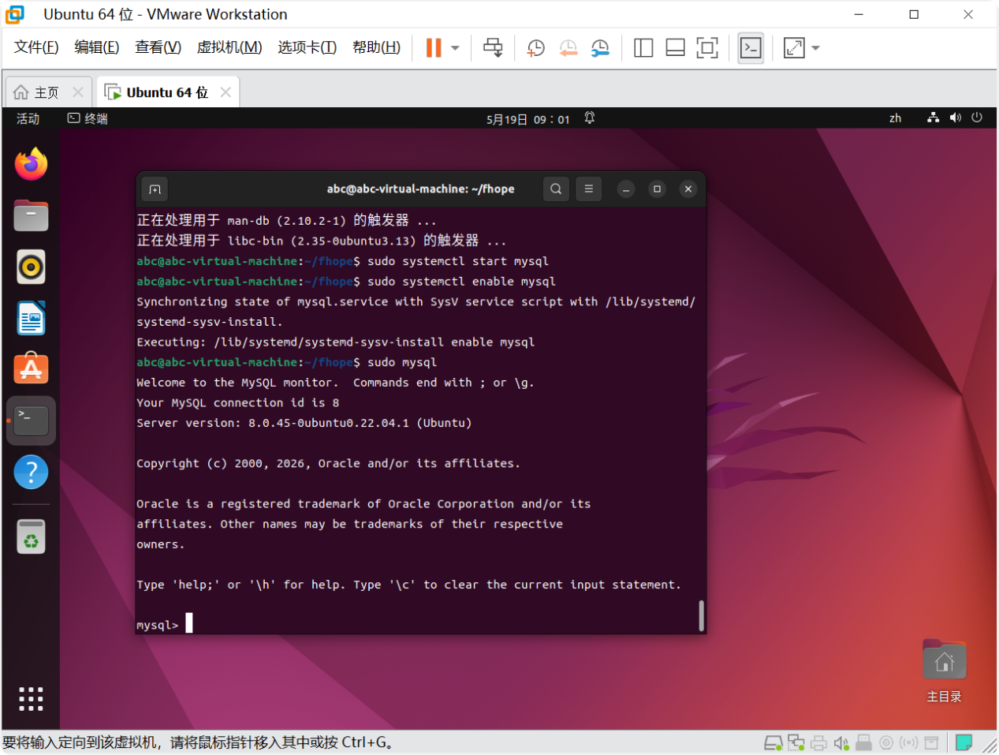 Ubuntu 64 位 - VMware Workstation
文件(F) 编辑(E) 查看(V) 虚拟机(M) 选项卡(T) 帮助(H)
主页 Ubuntu 64 位
活动 终端 5月19日 09：01 zh
abc@abc-virtual-machine: ~/fhope
正在处理用于 man-db (2.10.2-1) 的触发器 ...
正在处理用于 libc-bin (2.35-0ubuntu3.13) 的触发器 ...
abc@abc-virtual-machine:~/fhope$ sudo systemctl start mysql
abc@abc-virtual-machine:~/fhope$ sudo systemctl enable mysql
Synchronizing state of mysql.service with SysV service script with /lib/systemd/
systemd-sysv-install.
Executing: /lib/systemd/systemd-sysv-install enable mysql
abc@abc-virtual-machine:~/fhope$ sudo mysql
Welcome to the MySQL monitor.  Commands end with ; or \g.
Your MySQL connection id is 8
Server version: 8.0.45-0ubuntu0.22.04.1 (Ubuntu)
Copyright (c) 2000, 2026, Oracle and/or its affiliates.
Oracle is a registered trademark of Oracle Corporation and/or its
affiliates. Other names may be trademarks of their respective
owners.
Type 'help;' or '\h' for help. Type '\c' to clear the current input statement.
mysql>
主目录
要将输入定向到该虚拟机，请将鼠标指针移入其中或按 Ctrl+G。